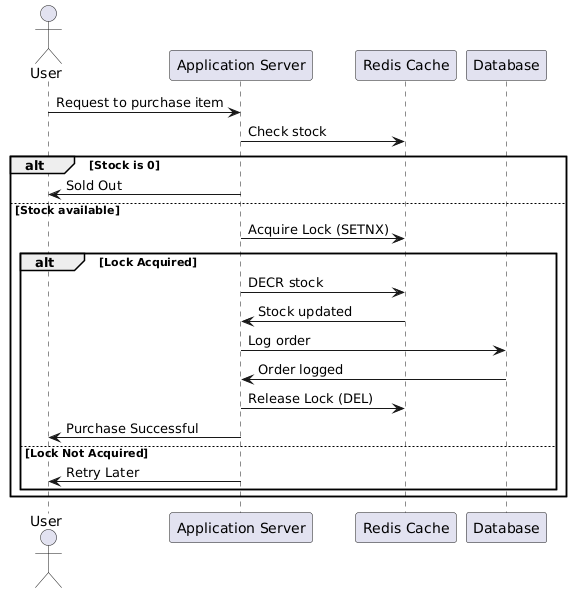 User
Application Server
Redis Cache
Database
Request to purchase item
Check stock
alt [Stock is 0]
Sold Out
[Stock available]
Acquire Lock (SETNX)
alt [Lock Acquired]
DECR stock
Stock updated
Log order
Order logged
Release Lock (DEL)
Purchase Successful
[Lock Not Acquired]
Retry Later
User
Application Server
Redis Cache
Database